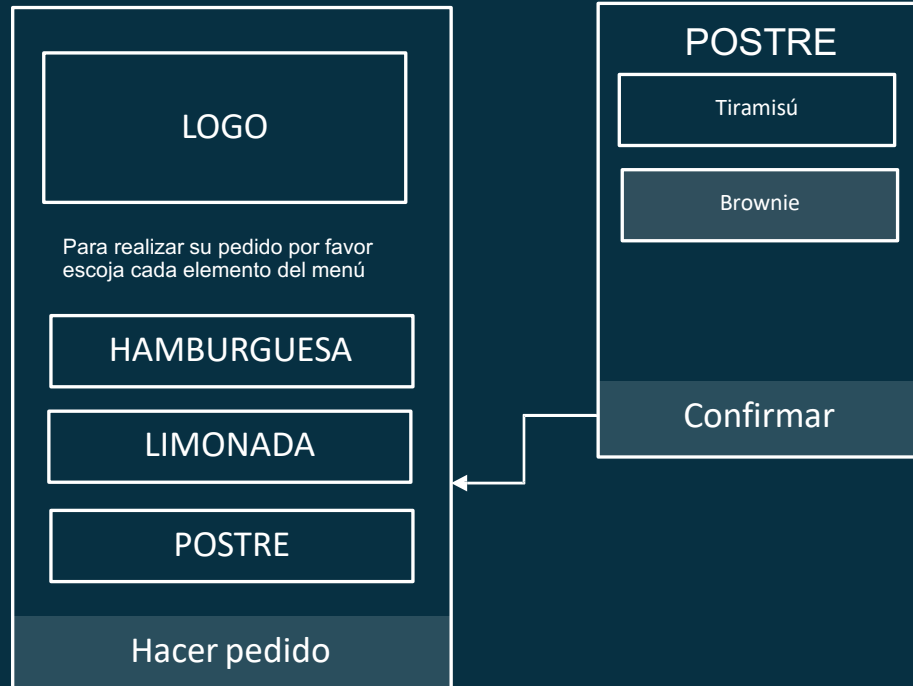 LOGO
Para realizar su pedido por favor
escoja cada elemento del menú
HAMBURGUESA
LIMONADA
POSTRE
Hacer pedido
POSTRE
Tiramisú
Brownie
Confirmar